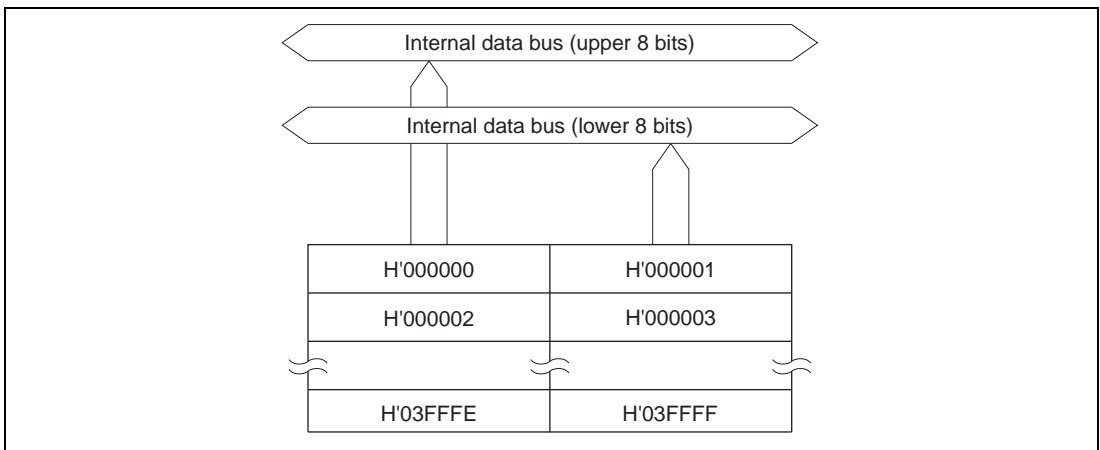 Internal data bus (upper 8 bits)
Internal data bus (lower 8 bits)
H'000000 H'000001
H'000002 H'000003
H'03FFFE H'03FFFF